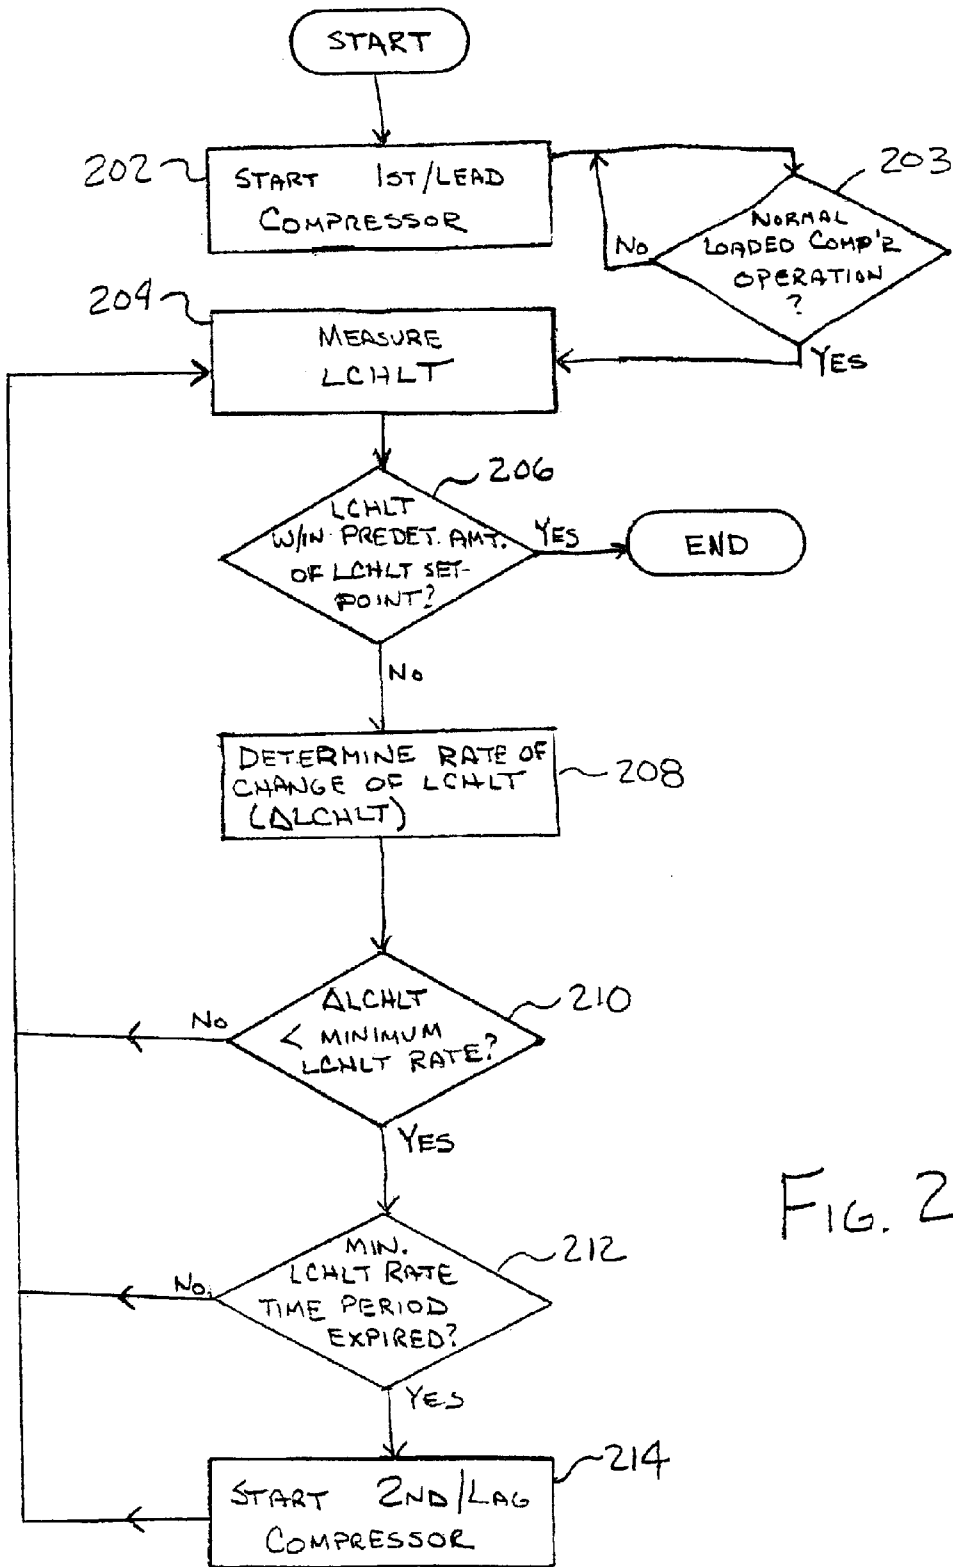 START
202
START 1ST/LEAD
COMPRESSOR
203
NORMAL
LOADED COMP'R
OPERATION
?
NO
YES
204
MEASURE
LCHLT
206
LCHLT
W/IN PREDET. AMT.
OF LCHLT SET-
POINT?
YES
END
NO
DETERMINE RATE OF
CHANGE OF LCHLT
(ΔLCHLT)
208
ΔLCHLT
< MINIMUM
LCHLT RATE?
210
NO
YES
MIN.
LCHLT RATE
TIME PERIOD
EXPIRED?
212
NO
YES
START 2ND/LAG
COMPRESSOR
214
FIG. 2